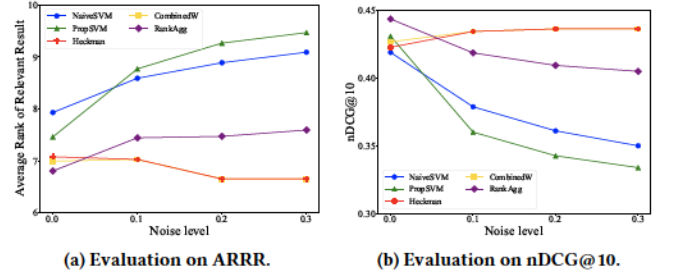 10
9
8
7
6
Average Rank of Relevant Result
NaiveSVM
PropSVM
Heckman
CombinedW
RankAgg
0.0 0.1 0.2 0.3
Noise level
(a) Evaluation on ARRR.
0.45
0.40
0.35
0.30
nDCG@10
NaiveSVM
PropSVM
Heckman
CombinedW
RankAgg
0.0 0.1 0.2 0.3
Noise level
(b) Evaluation on nDCG@10.